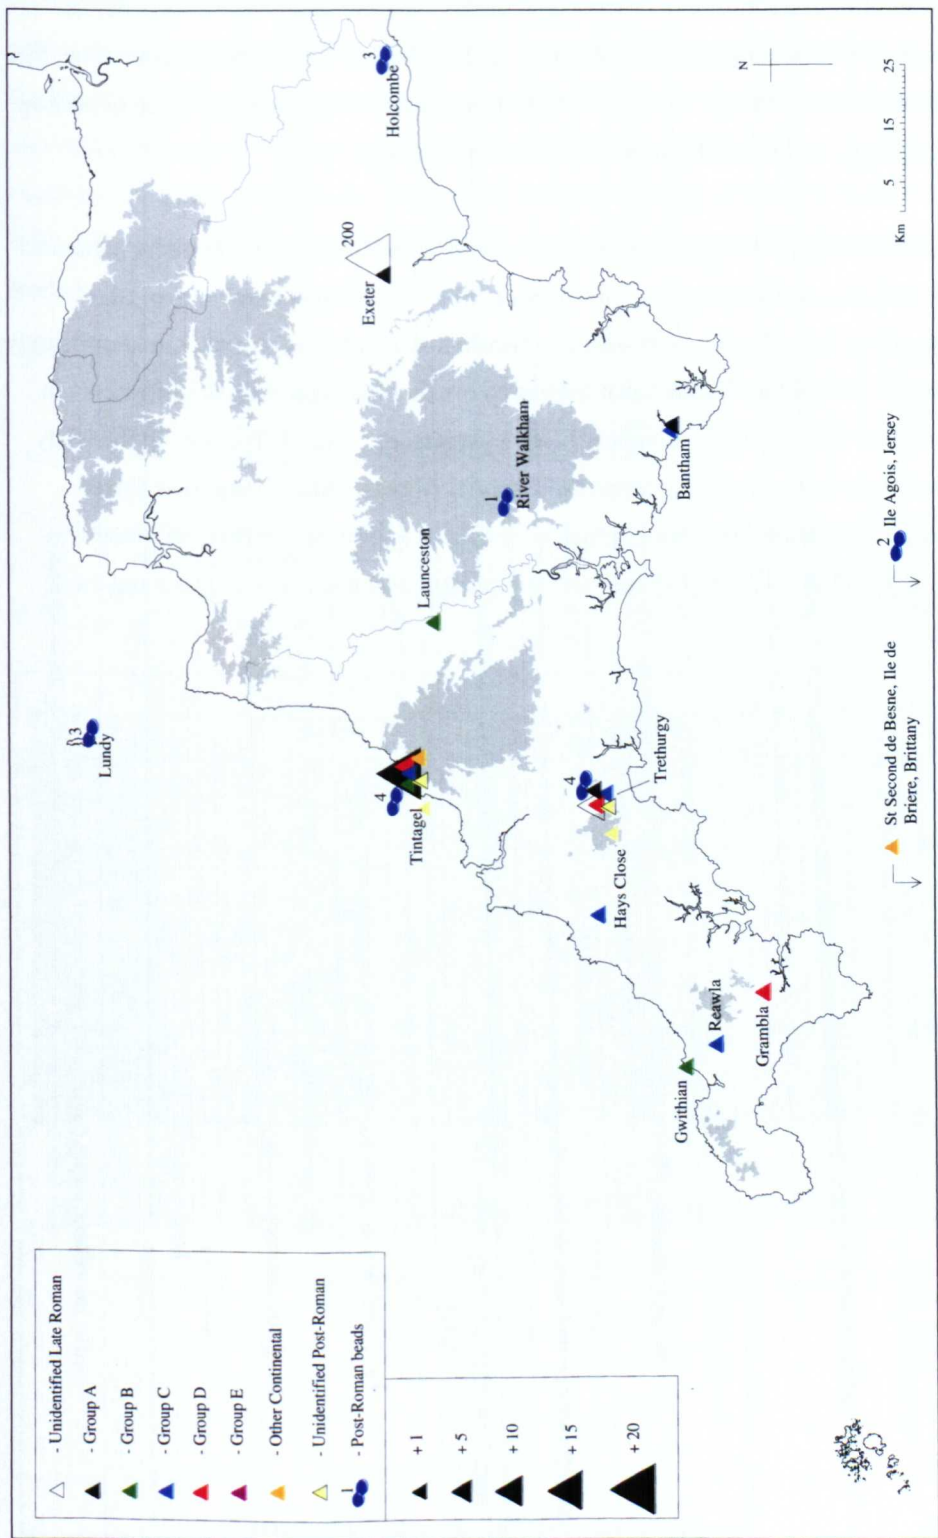 - Unidentified Late Roman
- Group A
- Group B
- Group C
- Group D
- Group E
- Other Continental
- Unidentified Post-Roman
1 - Post-Roman beads
+ 1
+ 5
+ 10
+ 15
+ 20
3
Lundy
4
Tintagel
Launceston
200
Exeter
3
Holcombe
1
River Walkham
Bantham
4
Trethurgy
Hays Close
Gwithian
Reawla
Grambla
St Second de Besne, Ile de
Briere, Brittany
2
Ile Agois, Jersey
N
Km
5
15
25